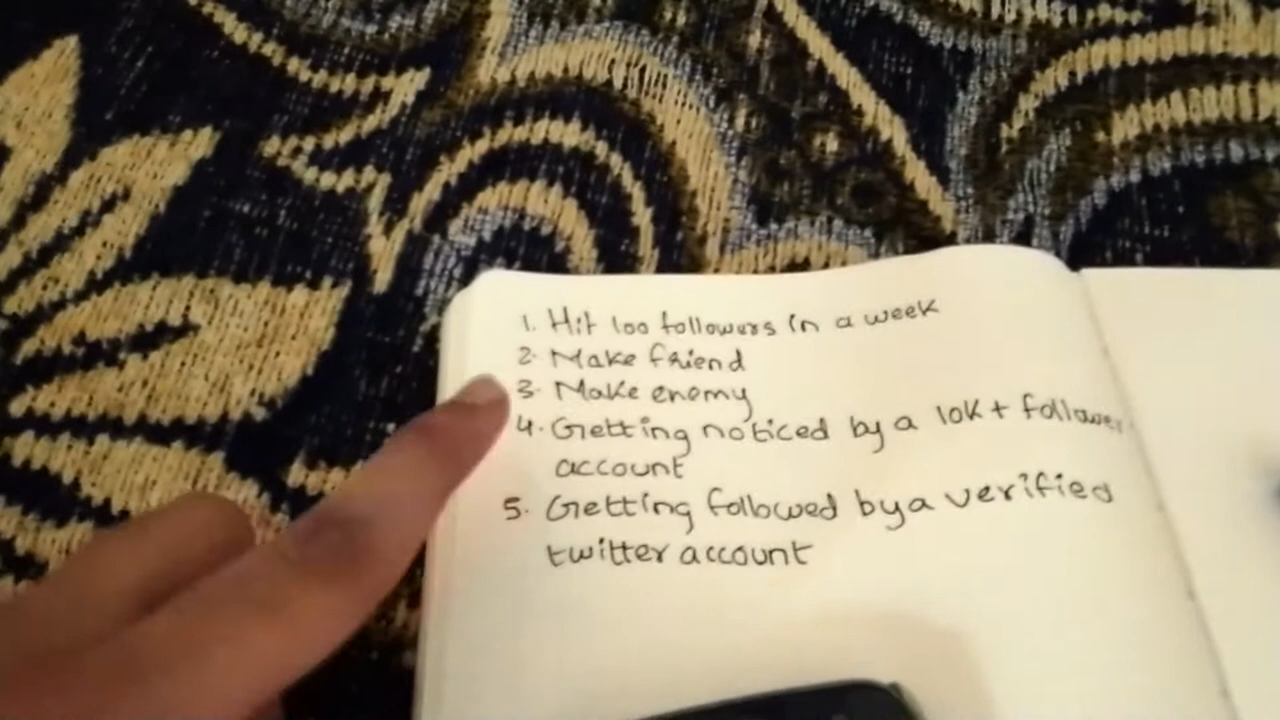 1. Hit 100 followers in a week
2. Make friend
3. Make enemy
4. Getting noticed by a 10K+ follower
account
5. Getting followed by a verified
twitter account